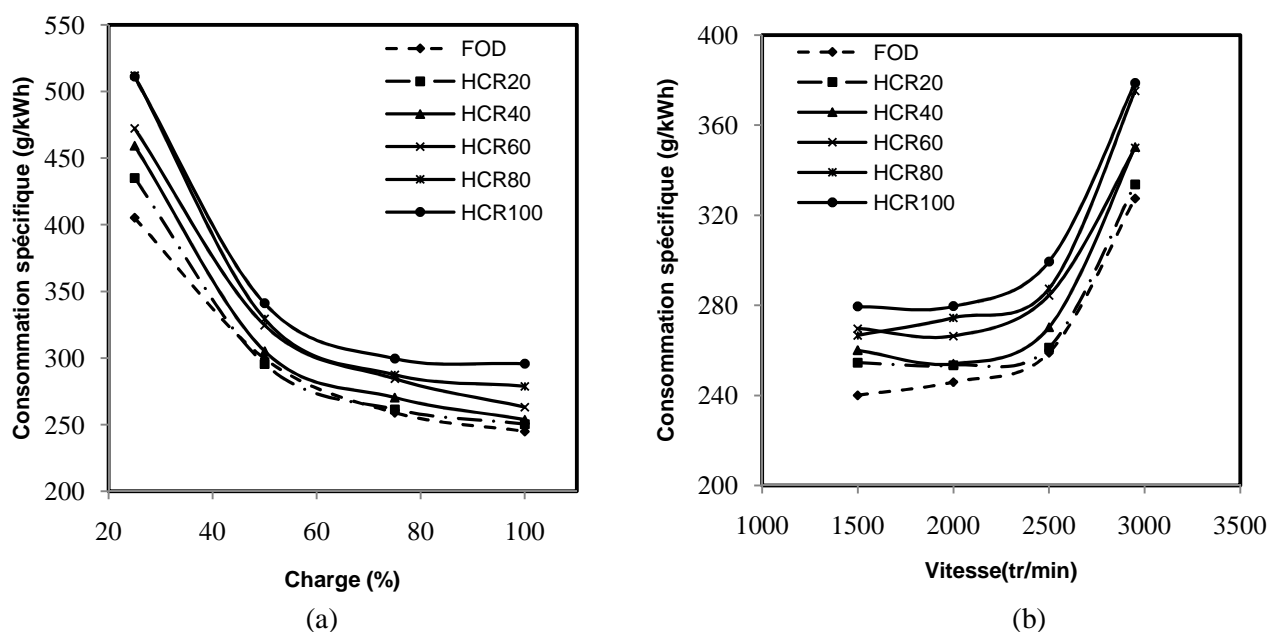 550
500
450
400
350
300
250
200
Consommation spécifique (g/kWh)
20 40 60 80 100
Charge (%)
FOD
HCR20
HCR40
HCR60
HCR80
HCR100
(a)
400
360
320
280
240
200
Consommation spécifique (g/kWh)
1000 1500 2000 2500 3000 3500
Vitesse(tr/min)
FOD
HCR20
HCR40
HCR60
HCR80
HCR100
(b)